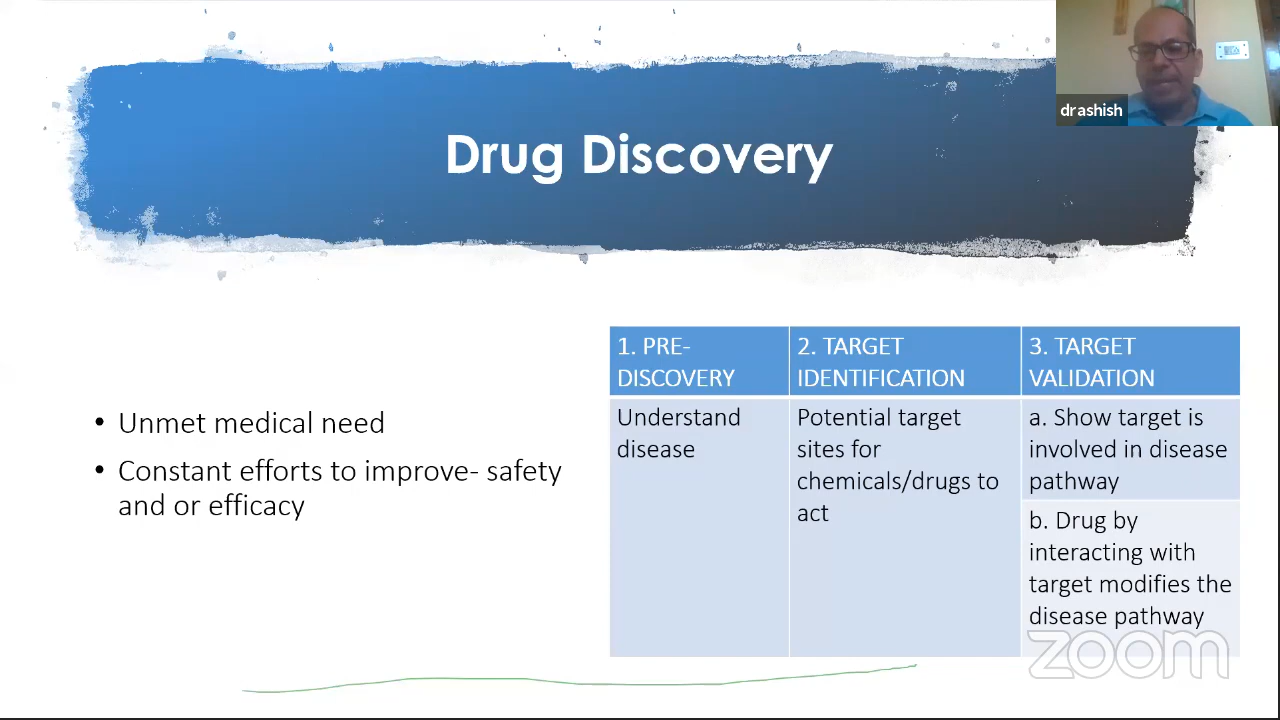 drashish
Drug Discovery
• Unmet medical need
• Constant efforts to improve- safety
and or efficacy
1. PRE-
DISCOVERY
2. TARGET
IDENTIFICATION
3. TARGET
VALIDATION
Understand
disease
Potential target
sites for
chemicals/drugs to
act
a. Show target is
involved in disease
pathway
b. Drug by
interacting with
target modifies the
disease pathway
zoom